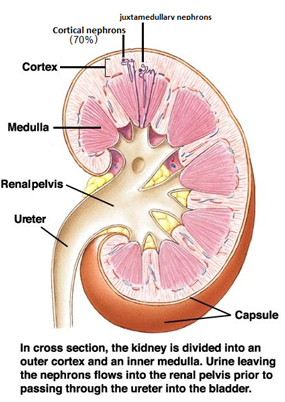 juxtamedullarv nephrons
Cortical nephrons
(70%)
Cortex
Medulla
Renalpelvis
Ureter
Capsule
In cross section, the kidney is divided into an
outer cortex and an inner medulla. Urine leaving
the nephrons flows into the renal pelvis prior to
passing through the ureter into the bladder.